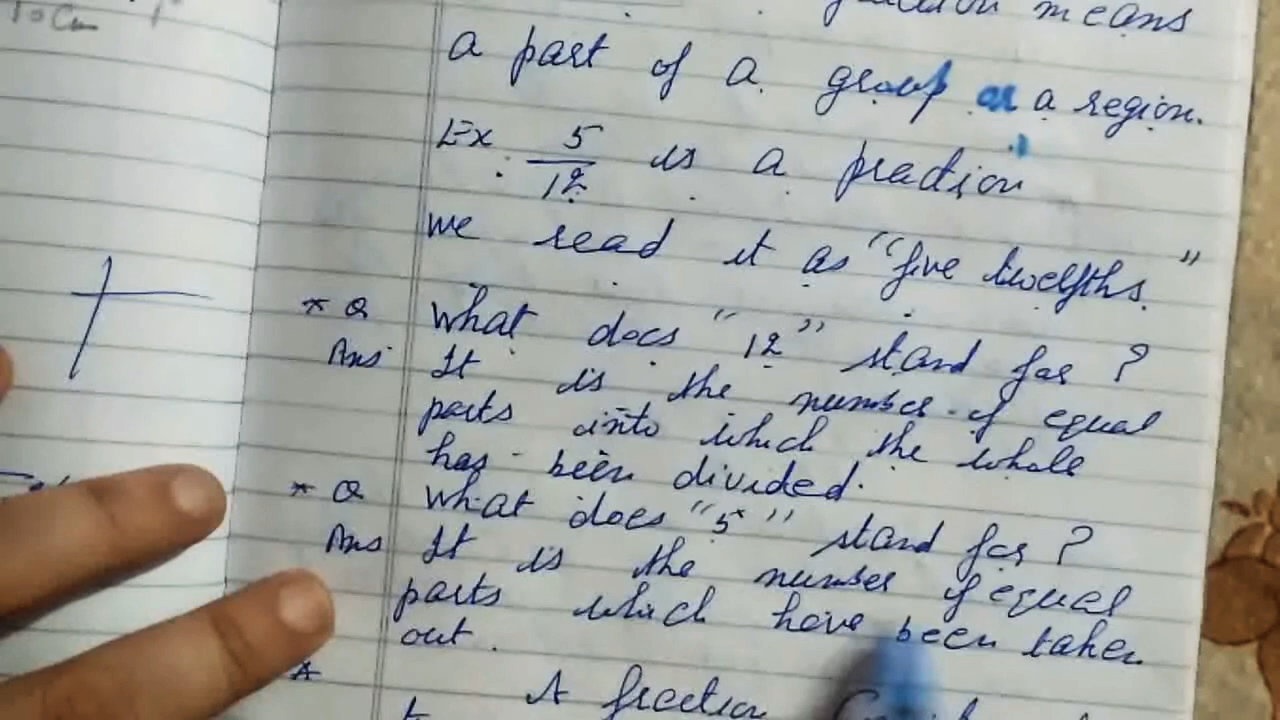 10 Cm
means
a part of a group or a region.
Ex. 5/12 is a fraction
we read it as "five twelfths."
* Q What does "12" stand for ?
Ans It is the number of equal
parts into which the whole
has been divided.
* Q What does "5" stand for ?
Ans It is the number of equal
parts which have been taken
out.
* A fraction